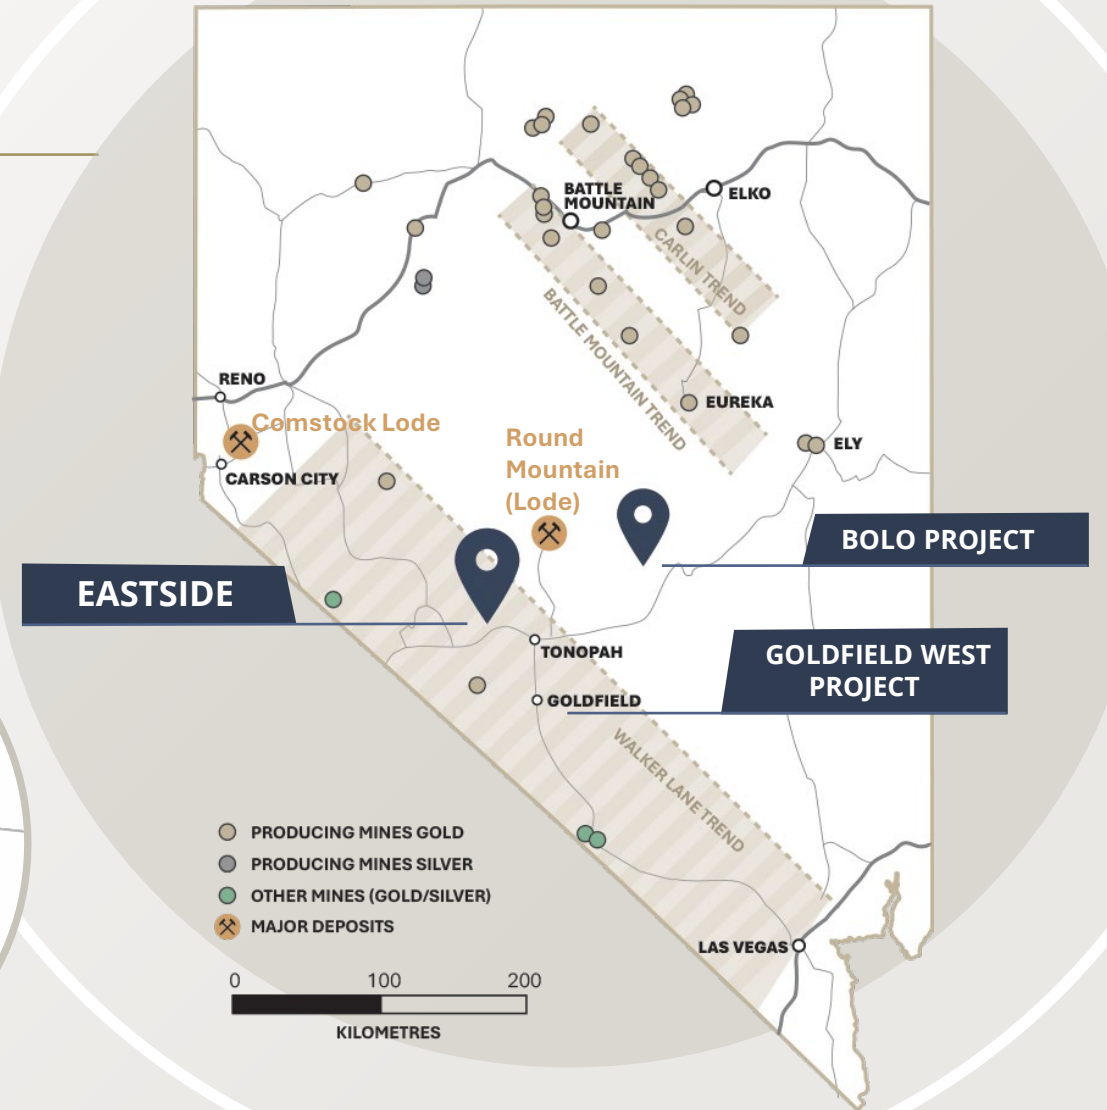 BATTLE
MOUNTAIN
ELKO
CARLIN TREND
BATTLE MOUNTAIN TREND
RENO
EUREKA
Comstock Lode
Round
Mountain
(Lode)
ELY
CARSON CITY
BOLO PROJECT
EASTSIDE
TONOPAH
GOLDFIELD WEST
PROJECT
GOLDFIELD
WALKER LANE TREND
PRODUCING MINES GOLD
PRODUCING MINES SILVER
OTHER MINES (GOLD/SILVER)
MAJOR DEPOSITS
LAS VEGAS
0 100 200
KILOMETRES